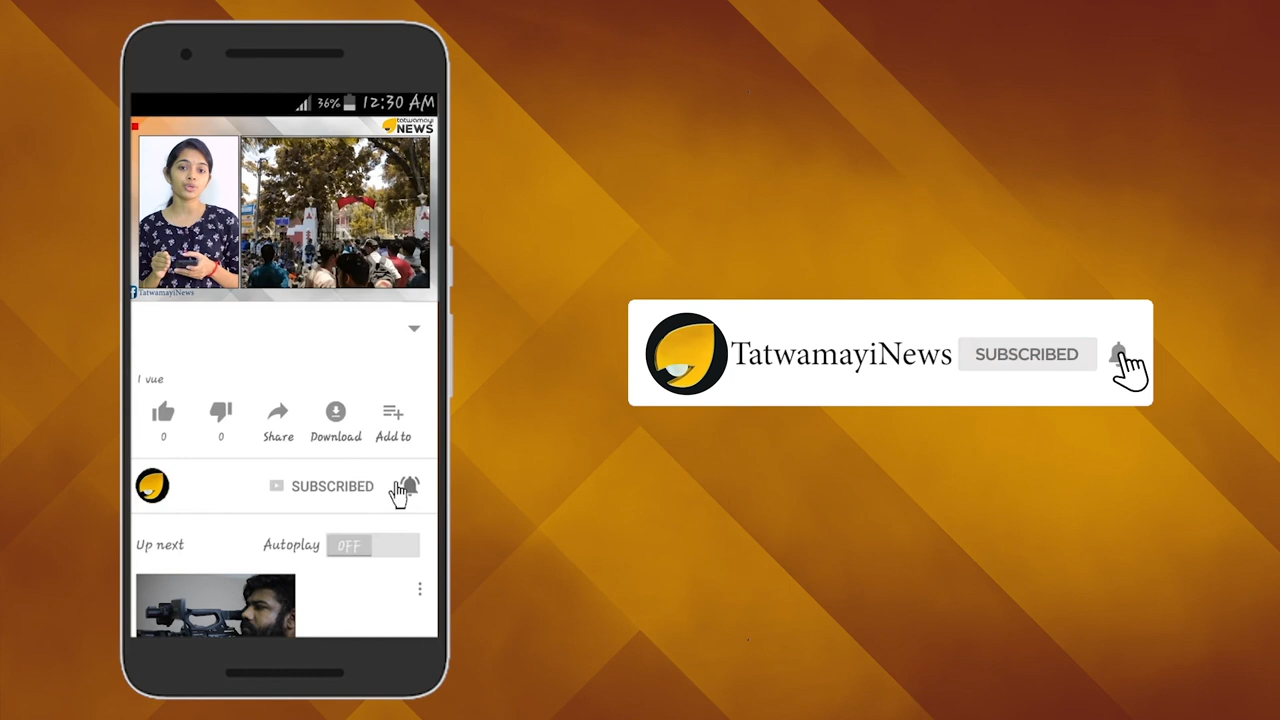 36% 12:30 AM
tatwamayi
NEWS
TatwamayiNews
1 vue
0 0 Share Download Add to
SUBSCRIBED
Up next Autoplay OFF
TatwamayiNews SUBSCRIBED